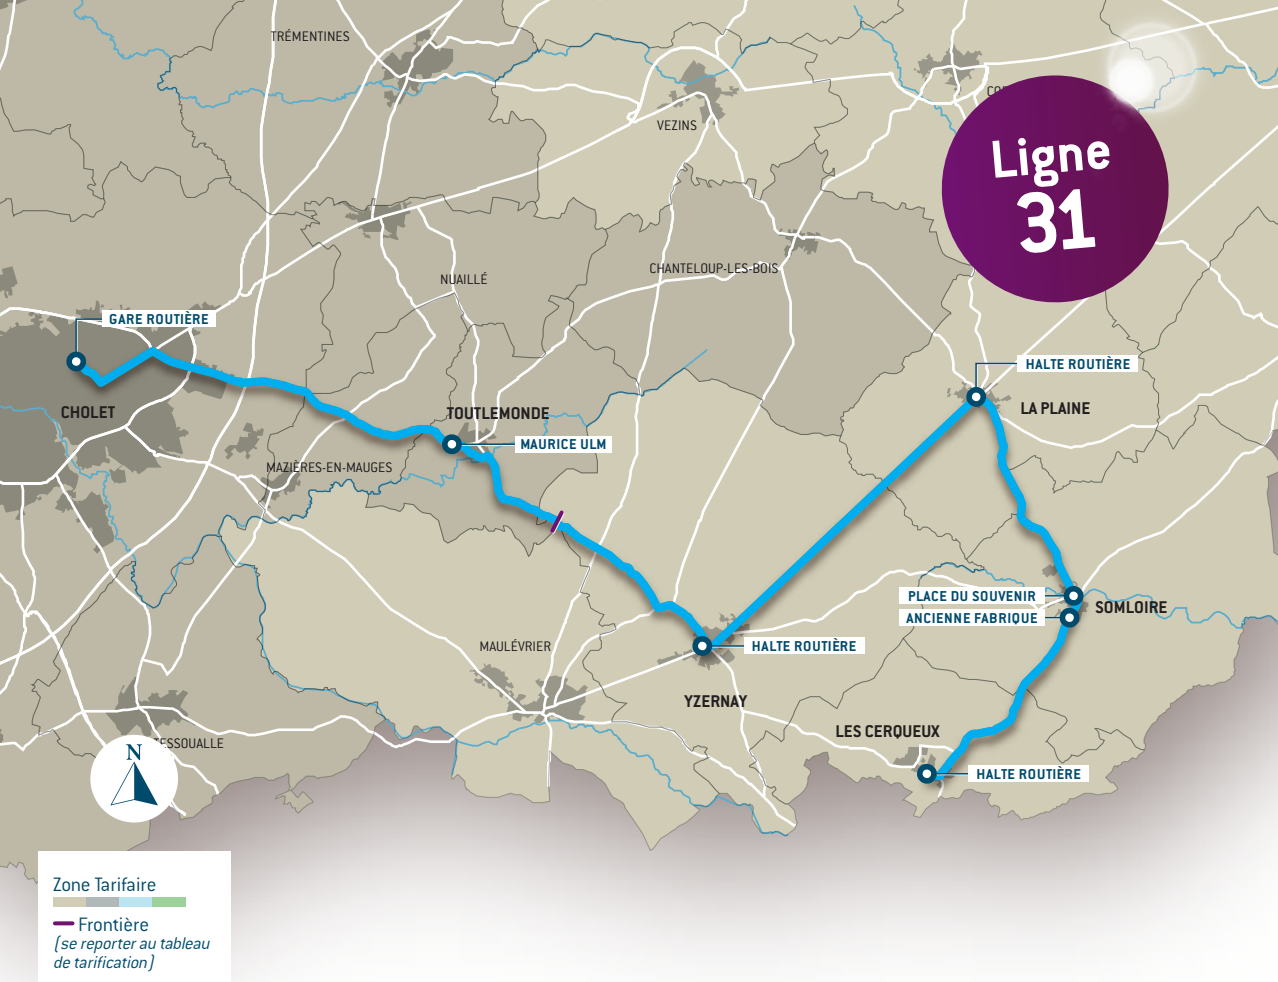 TRÉMENTINES
VEZINS
Ligne
31
NUAILLÉ
CHANTELOUP-LES-BOIS
GARE ROUTIÈRE
HALTE ROUTIÈRE
CHOLET
TOUTLEMONDE
LA PLAINE
MAURICE ULM
MAZIÈRES-EN-MAUGES
PLACE DU SOUVENIR
SOMLOIRE
ANCIENNE FABRIQUE
MAULÉVRIER
HALTE ROUTIÈRE
YZERNAY
LES CERQUEUX
ESSOUALLE
N
HALTE ROUTIÈRE
Zone Tarifaire
Frontière
(se reporter au tableau
de tarification)